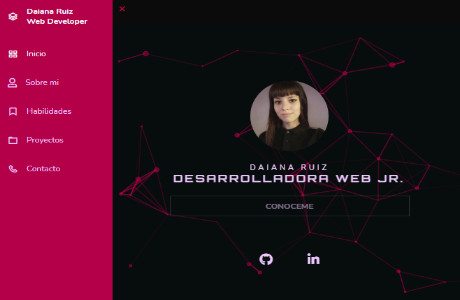 Daiana Ruiz
Web Developer
Inicio
Sobre mi
Habilidades
Proyectos
Contacto
DAIANA RUIZ
DESARROLLADORA WEB JR.
CONOCEME